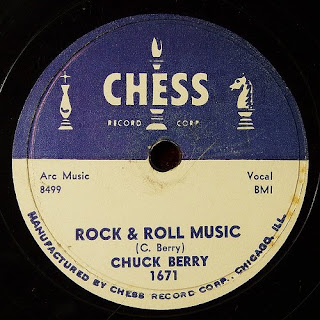 CHESS
RECORD CORP.
Arc Music Vocal
8499 BMI
ROCK & ROLL MUSIC
(C. Berry)
CHUCK BERRY
1671
MANUFACTURED BY CHESS RECORD CORP., CHICAGO, ILL.